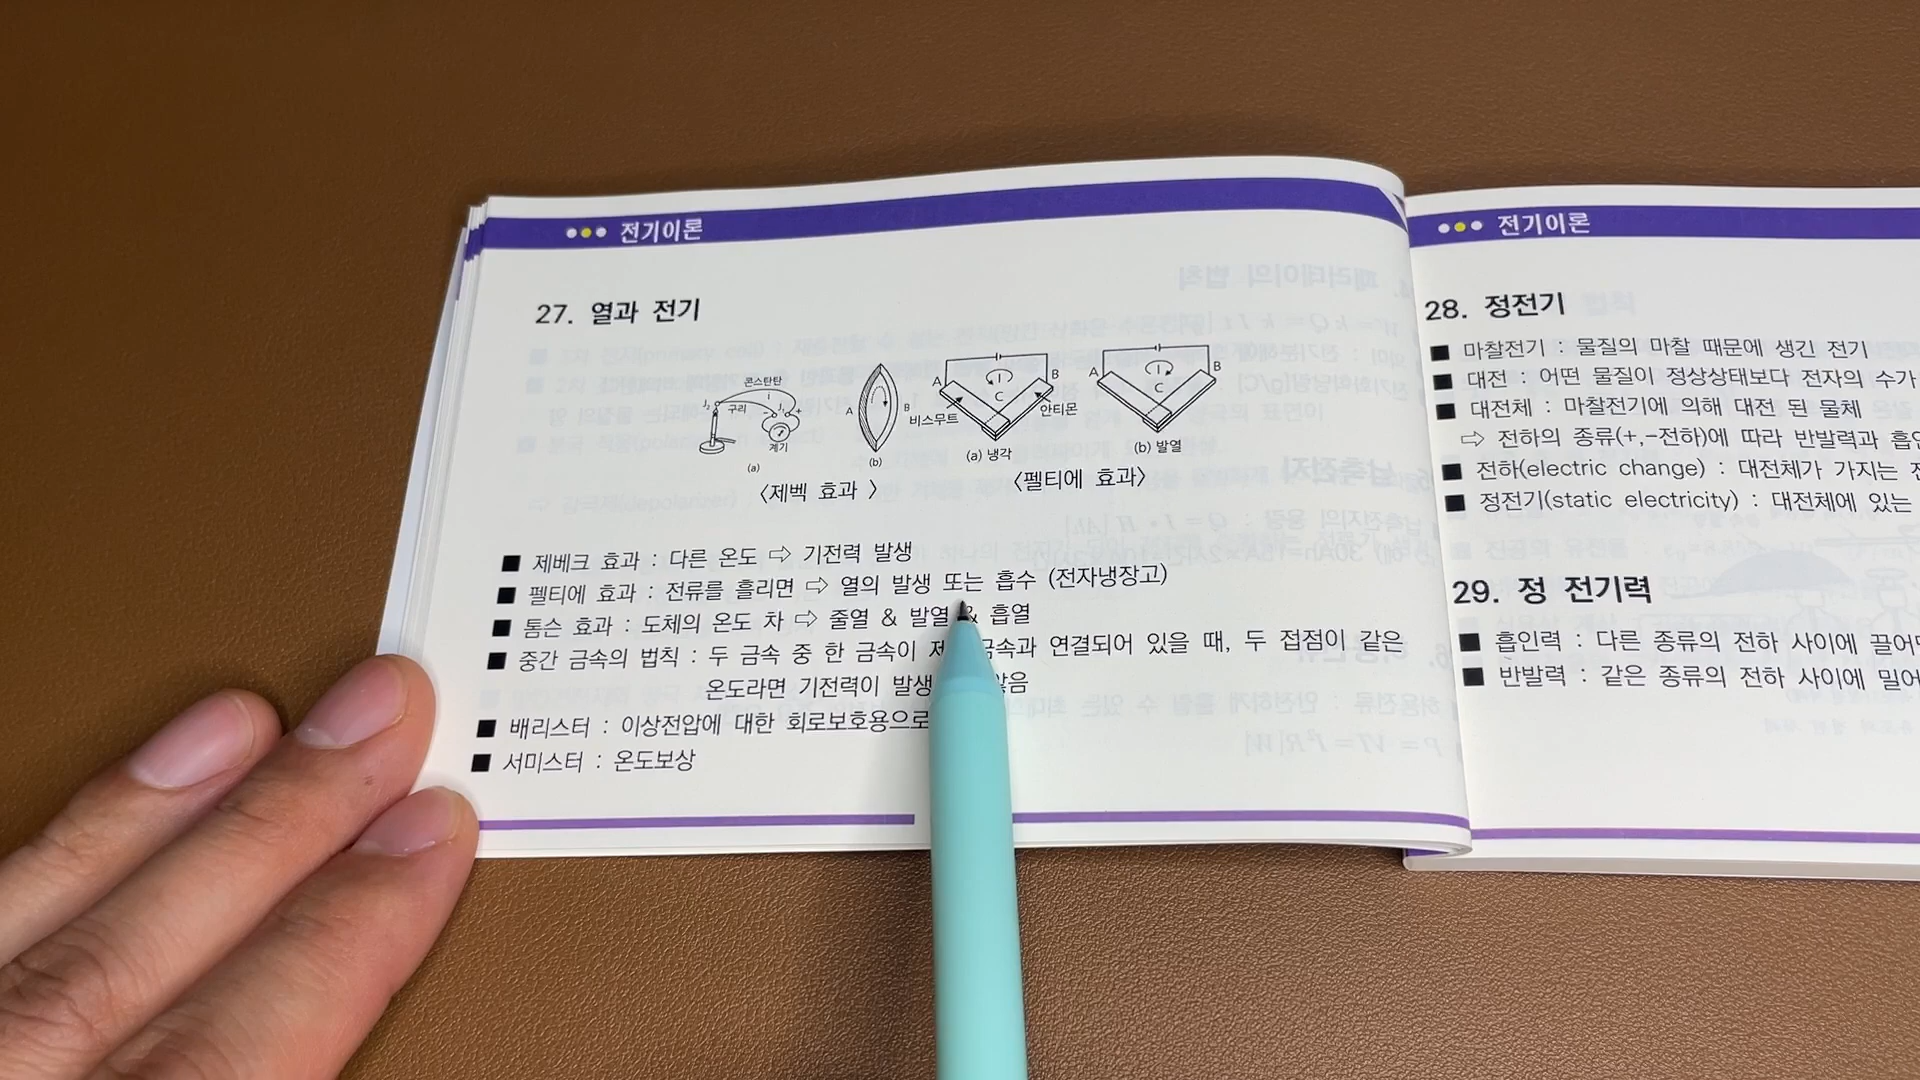 전기이론
27. 열과 전기
콘스탄탄
J₂ 구리 J₁
계기
(a)
A I B
(b)
〈제벡 효과 〉
A I B
C
비스무트 안티몬
(a) 냉각
A I B
C
(b) 발열
〈펠티에 효과〉
■ 제베크 효과 : 다른 온도 ⇨ 기전력 발생
■ 펠티에 효과 : 전류를 흘리면 ⇨ 열의 발생 또는 흡수 (전자냉장고)
■ 톰슨 효과 : 도체의 온도 차 ⇨ 줄열 & 발열 & 흡열
■ 중간 금속의 법칙 : 두 금속 중 한 금속이 금속과 연결되어 있을 때, 두 접점이 같은
온도라면 기전력이 발생 않음
■ 배리스터 : 이상전압에 대한 회로보호용으로
■ 서미스터 : 온도보상
전기이론
28. 정전기
■ 마찰전기 : 물질의 마찰 때문에 생긴 전기
■ 대전 : 어떤 물질이 정상상태보다 전자의 수가
■ 대전체 : 마찰전기에 의해 대전 된 물체
⇨ 전하의 종류(+,-전하)에 따라 반발력과
■ 전하(electric change) : 대전체가 가지는
■ 정전기(static electricity) : 대전체에 있는
29. 정 전기력
■ 흡인력 : 다른 종류의 전하 사이에
■ 반발력 : 같은 종류의 전하 사이에